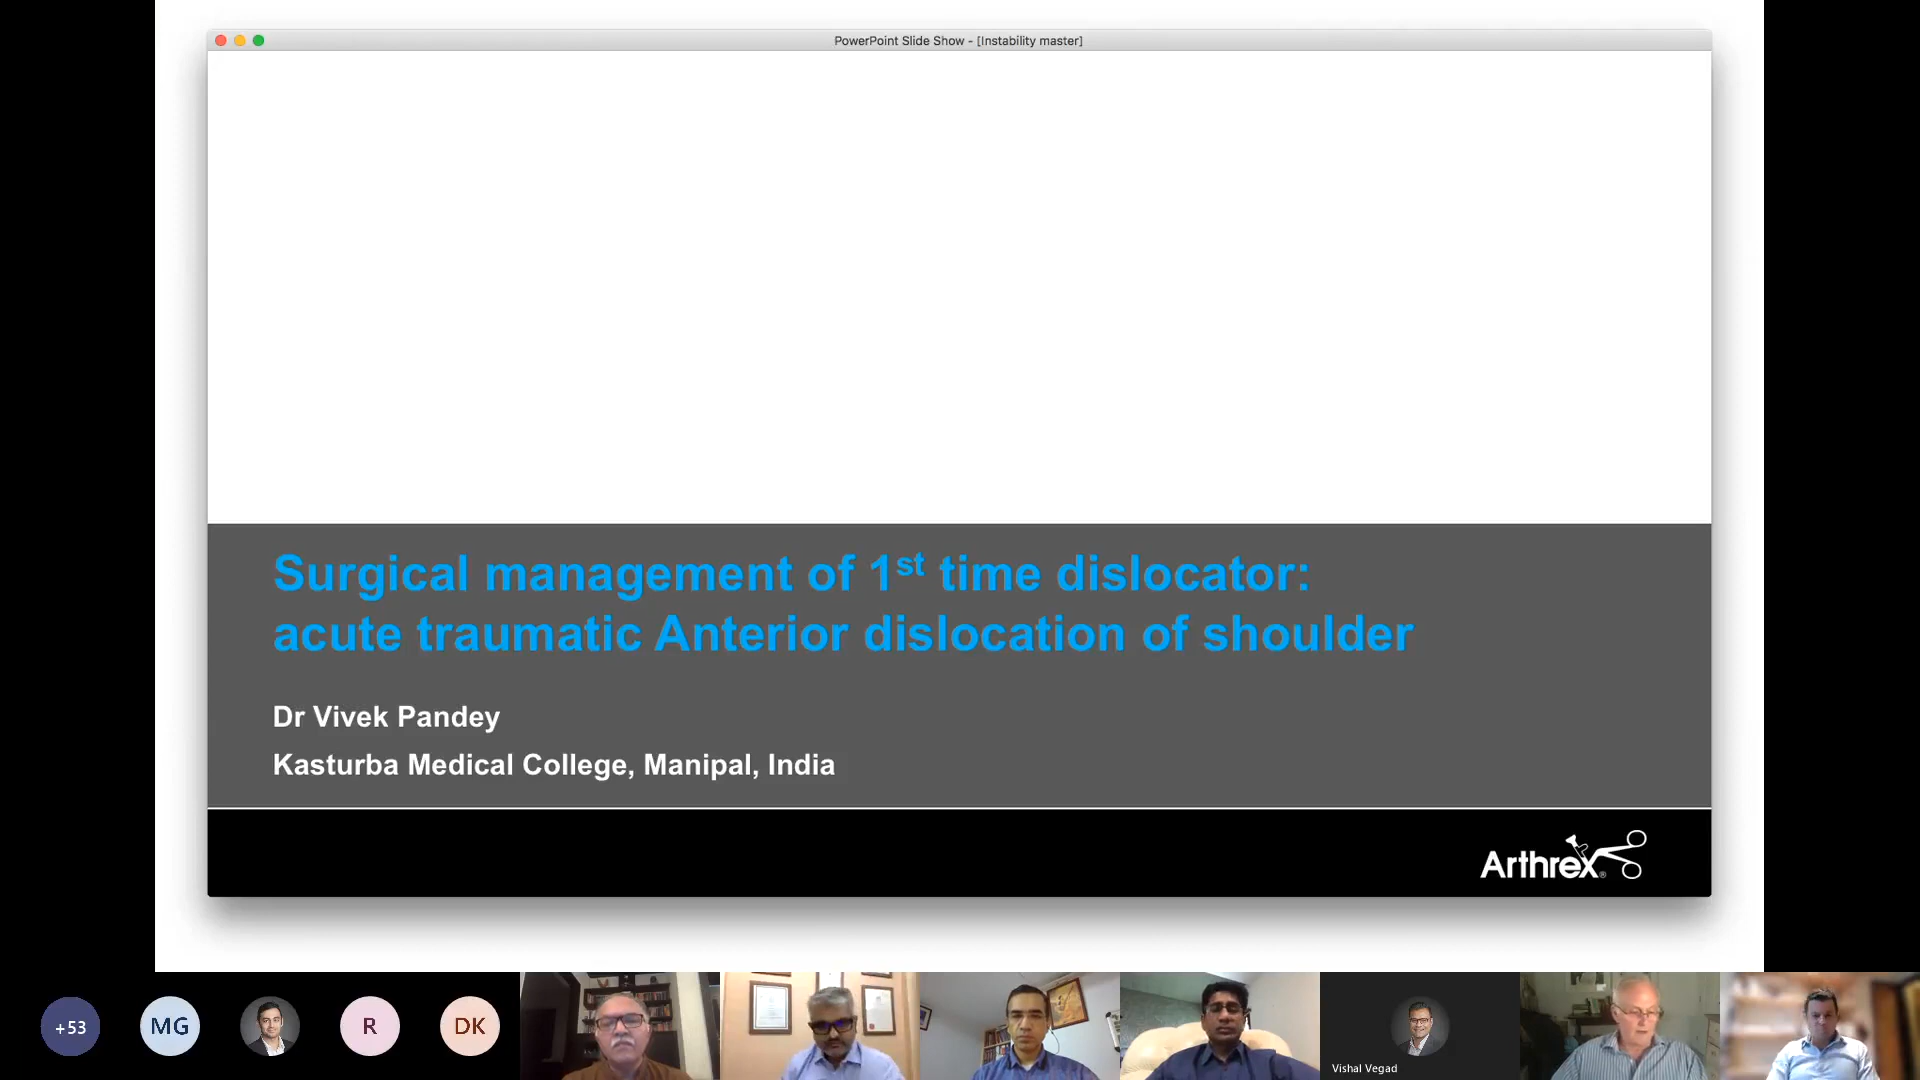 PowerPoint Slide Show - [Instability master]
Surgical management of 1st time dislocator:
acute traumatic Anterior dislocation of shoulder
Dr Vivek Pandey
Kasturba Medical College, Manipal, India
Arthrex®
+53
MG
R
DK
Vishal Vegad